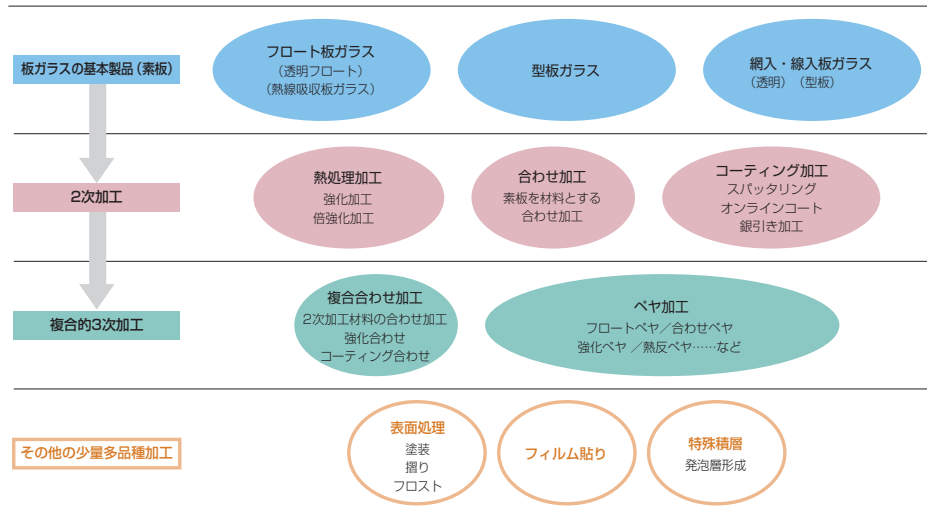 板ガラスの基本製品（素板）
フロート板ガラス
（透明フロート）
（熱線吸収板ガラス）
型板ガラス
網入・線入板ガラス
（透明）（型板）
2次加工
熱処理加工
強化加工
倍強化加工
合わせ加工
素板を材料とする
合わせ加工
コーティング加工
スパッタリング
オンラインコート
銀引き加工
複合的3次加工
複合合わせ加工
2次加工材料の合わせ加工
強化合わせ
コーティング合わせ
ペヤ加工
フロートペヤ／合わせペヤ
強化ペヤ ／熱反ペヤ……など
その他の少量多品種加工
表面処理
塗装
摺り
フロスト
フィルム貼り
特殊積層
発泡層形成